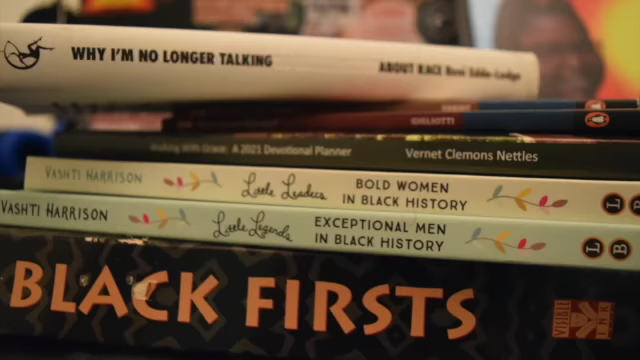 WHY I'M NO LONGER TALKING ABOUT RACE Reni Eddo-Lodge
GIGLIOTTI
Walking With Grace: A 2021 Devotional Planner Vernet Clemons Nettles
VASHTI HARRISON Little Leaders BOLD WOMEN
IN BLACK HISTORY
L B
VASHTI HARRISON Little Legends EXCEPTIONAL MEN
IN BLACK HISTORY
L B
BLACK FIRSTS VISIBLE
INK